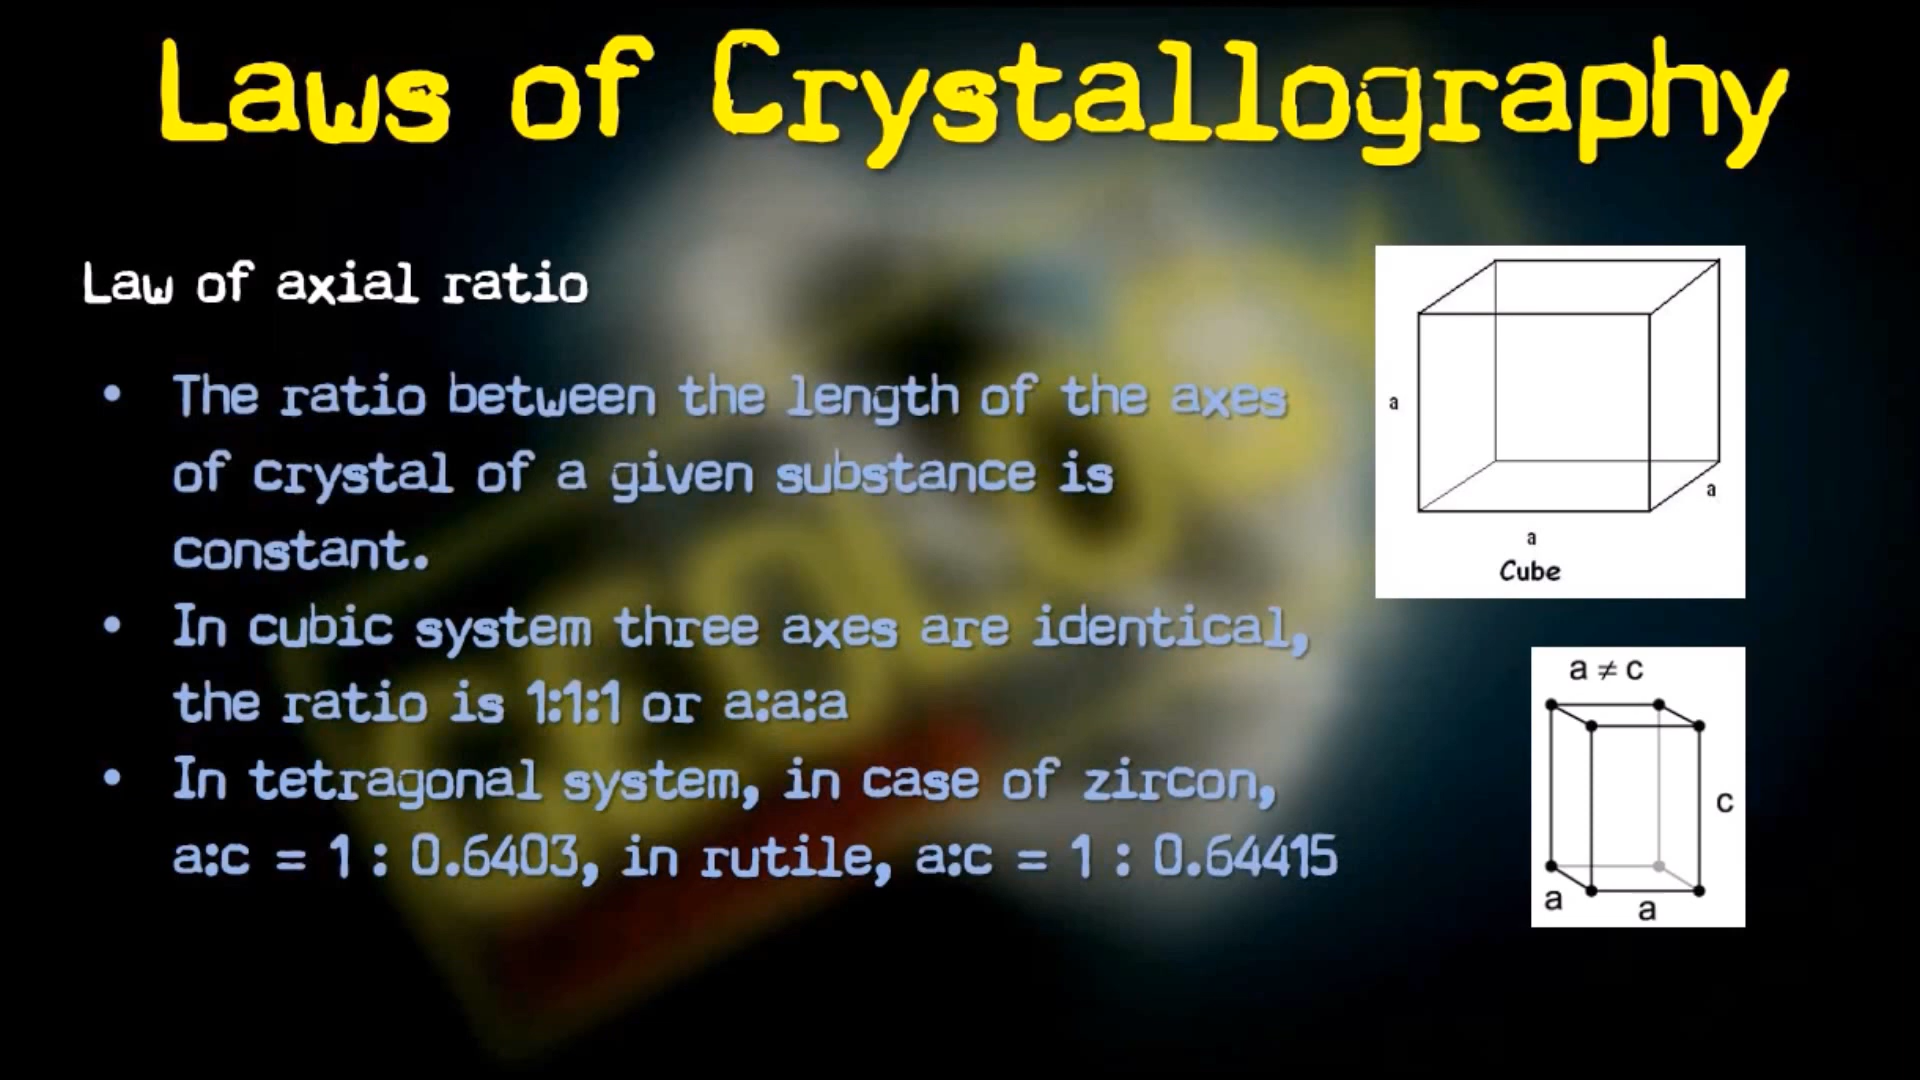 Laws of Crystallography
Law of axial ratio
• The ratio between the length of the axes
of crystal of a given substance is
constant.
• In cubic system three axes are identical,
the ratio is 1:1:1 or a:a:a
• In tetragonal system, in case of zircon,
a:c = 1 : 0.6403, in rutile, a:c = 1 : 0.64415
a
a
a
Cube
a ≠ c
c
a
a